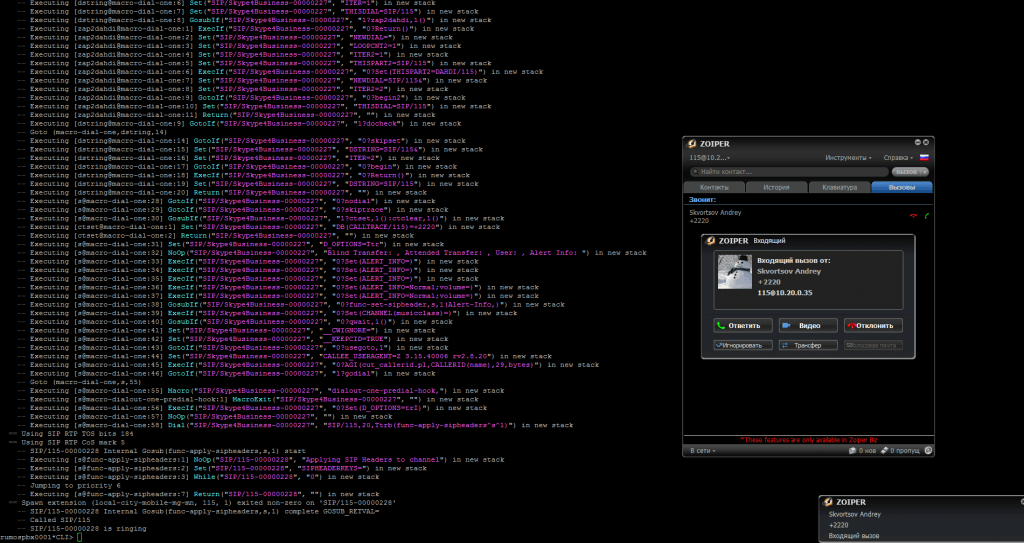 -- Executing [dstring@macro-dial-one:6] Set("SIP/Skype4Business-00000227", "ITER=1") in new stack
-- Executing [dstring@macro-dial-one:7] Set("SIP/Skype4Business-00000227", "THISDIAL=SIP/115") in new stack
-- Executing [dstring@macro-dial-one:8] GosubIf("SIP/Skype4Business-00000227", "1?zap2dahdi,1()") in new stack
-- Executing [zap2dahdi@macro-dial-one:1] ExecIf("SIP/Skype4Business-00000227", "0?Return()") in new stack
-- Executing [zap2dahdi@macro-dial-one:2] Set("SIP/Skype4Business-00000227", "NEWDIAL=") in new stack
-- Executing [zap2dahdi@macro-dial-one:3] Set("SIP/Skype4Business-00000227", "LOOPCNT2=1") in new stack
-- Executing [zap2dahdi@macro-dial-one:4] Set("SIP/Skype4Business-00000227", "ITER2=1") in new stack
-- Executing [zap2dahdi@macro-dial-one:5] Set("SIP/Skype4Business-00000227", "THISPART2=SIP/115") in new stack
-- Executing [zap2dahdi@macro-dial-one:6] ExecIf("SIP/Skype4Business-00000227", "0?Set(THISPART2=DAHDI/115)") in new stack
-- Executing [zap2dahdi@macro-dial-one:7] Set("SIP/Skype4Business-00000227", "NEWDIAL=SIP/115&") in new stack
-- Executing [zap2dahdi@macro-dial-one:8] Set("SIP/Skype4Business-00000227", "ITER2=2") in new stack
-- Executing [zap2dahdi@macro-dial-one:9] GotoIf("SIP/Skype4Business-00000227", "0?begin2") in new stack
-- Executing [zap2dahdi@macro-dial-one:10] Set("SIP/Skype4Business-00000227", "THISDIAL=SIP/115") in new stack
-- Executing [zap2dahdi@macro-dial-one:11] Return("SIP/Skype4Business-00000227", "") in new stack
-- Executing [dstring@macro-dial-one:9] GotoIf("SIP/Skype4Business-00000227", "1?docheck") in new stack
-- Goto (macro-dial-one,dstring,14)
-- Executing [dstring@macro-dial-one:14] GotoIf("SIP/Skype4Business-00000227", "0?skipset") in new stack
-- Executing [dstring@macro-dial-one:15] Set("SIP/Skype4Business-00000227", "DSTRING=SIP/115&") in new stack
-- Executing [dstring@macro-dial-one:16] Set("SIP/Skype4Business-00000227", "ITER=2") in new stack
-- Executing [dstring@macro-dial-one:17] GotoIf("SIP/Skype4Business-00000227", "0?begin") in new stack
-- Executing [dstring@macro-dial-one:18] ExecIf("SIP/Skype4Business-00000227", "0?Return()") in new stack
-- Executing [dstring@macro-dial-one:19] Set("SIP/Skype4Business-00000227", "DSTRING=SIP/115") in new stack
-- Executing [dstring@macro-dial-one:20] Return("SIP/Skype4Business-00000227", "") in new stack
-- Executing [s@macro-dial-one:28] GotoIf("SIP/Skype4Business-00000227", "0?nodial") in new stack
-- Executing [s@macro-dial-one:29] GotoIf("SIP/Skype4Business-00000227", "0?skiptrace") in new stack
-- Executing [s@macro-dial-one:30] GosubIf("SIP/Skype4Business-00000227", "1?ctset,1():ctclear,1()") in new stack
-- Executing [ctset@macro-dial-one:1] Set("SIP/Skype4Business-00000227", "DB(CALLTRACE/115)=+2220") in new stack
-- Executing [ctset@macro-dial-one:2] Return("SIP/Skype4Business-00000227", "") in new stack
-- Executing [s@macro-dial-one:31] Set("SIP/Skype4Business-00000227", "D_OPTIONS=Ttr") in new stack
-- Executing [s@macro-dial-one:32] NoOp("SIP/Skype4Business-00000227", "Blind Transfer: , Attended Transfer: , User: , Alert Info: ") in new stack
-- Executing [s@macro-dial-one:33] ExecIf("SIP/Skype4Business-00000227", "0?Set(ALERT_INFO=)") in new stack
-- Executing [s@macro-dial-one:34] ExecIf("SIP/Skype4Business-00000227", "0?Set(ALERT_INFO=)") in new stack
-- Executing [s@macro-dial-one:35] ExecIf("SIP/Skype4Business-00000227", "0?Set(ALERT_INFO=)") in new stack
-- Executing [s@macro-dial-one:36] ExecIf("SIP/Skype4Business-00000227", "0?Set(ALERT_INFO=Normal;volume=)") in new stack
-- Executing [s@macro-dial-one:37] ExecIf("SIP/Skype4Business-00000227", "0?Set(ALERT_INFO=Normal;volume=)") in new stack
-- Executing [s@macro-dial-one:38] GosubIf("SIP/Skype4Business-00000227", "0?func-set-sipheader,s,1(Alert-Info,)") in new stack
-- Executing [s@macro-dial-one:39] ExecIf("SIP/Skype4Business-00000227", "0?Set(CHANNEL(musicclass)=)") in new stack
-- Executing [s@macro-dial-one:40] GosubIf("SIP/Skype4Business-00000227", "0?qwait,1()") in new stack
-- Executing [s@macro-dial-one:41] Set("SIP/Skype4Business-00000227", "__CWIGNORE=") in new stack
-- Executing [s@macro-dial-one:42] Set("SIP/Skype4Business-00000227", "__KEEPCID=TRUE") in new stack
-- Executing [s@macro-dial-one:43] GotoIf("SIP/Skype4Business-00000227", "0?usegoto,1") in new stack
-- Executing [s@macro-dial-one:44] Set("SIP/Skype4Business-00000227", "CALLEE_USERAGENT=Z 3.15.40006 rv2.8.20") in new stack
-- Executing [s@macro-dial-one:45] ExecIf("SIP/Skype4Business-00000227", "0?AGI(cut_callerid.pl,CALLERID(name),29,bytes)") in new stack
-- Executing [s@macro-dial-one:46] GotoIf("SIP/Skype4Business-00000227", "1?godial") in new stack
-- Goto (macro-dial-one,s,55)
-- Executing [s@macro-dial-one:55] Macro("SIP/Skype4Business-00000227", "dialout-one-predial-hook,") in new stack
-- Executing [s@macro-dialout-one-predial-hook:1] MacroExit("SIP/Skype4Business-00000227", "") in new stack
-- Executing [s@macro-dial-one:56] ExecIf("SIP/Skype4Business-00000227", "0?Set(D_OPTIONS=trI)") in new stack
-- Executing [s@macro-dial-one:57] NoOp("SIP/Skype4Business-00000227", "") in new stack
-- Executing [s@macro-dial-one:58] Dial("SIP/Skype4Business-00000227", "SIP/115,20,Ttrb(func-apply-sipheaders^s^1)") in new stack
== Using SIP RTP TOS bits 184
== Using SIP RTP CoS mark 5
-- SIP/115-00000228 Internal Gosub(func-apply-sipheaders,s,1) start
-- Executing [s@func-apply-sipheaders:1] NoOp("SIP/115-00000228", "Applying SIP Headers to channel") in new stack
-- Executing [s@func-apply-sipheaders:2] Set("SIP/115-00000228", "SIPHEADERKEYS=") in new stack
-- Executing [s@func-apply-sipheaders:3] While("SIP/115-00000228", "0") in new stack
-- Jumping to priority 6
-- Executing [s@func-apply-sipheaders:7] Return("SIP/115-00000228", "") in new stack
== Spawn extension (local-city-mobile-mg-mn, 115, 1) exited non-zero on 'SIP/115-00000228'
-- SIP/115-00000228 Internal Gosub(func-apply-sipheaders,s,1) complete GOSUB_RETVAL=
-- Called SIP/115
-- SIP/115-00000228 is ringing
rumospbx0001*CLI>
ZOIPER
115@10.2...
Инструменты
Справка
Найти контакт...
ВЫЗОВ
Контакты
История
Клавиатура
Вызовы
Звонит:
Skvortsov Andrey
+2220
ZOIPER Входящий
Входящий вызов от:
Skvortsov Andrey
+2220
115@10.20.0.35
Ответить
Видео
Отклонить
Игнорировать
Трансфер
Голосовая почта
*These features are only available in Zoiper Biz
В сети
0 нов
0 пропущ
ZOIPER
Skvortsov Andrey
+2220
Входящий вызов